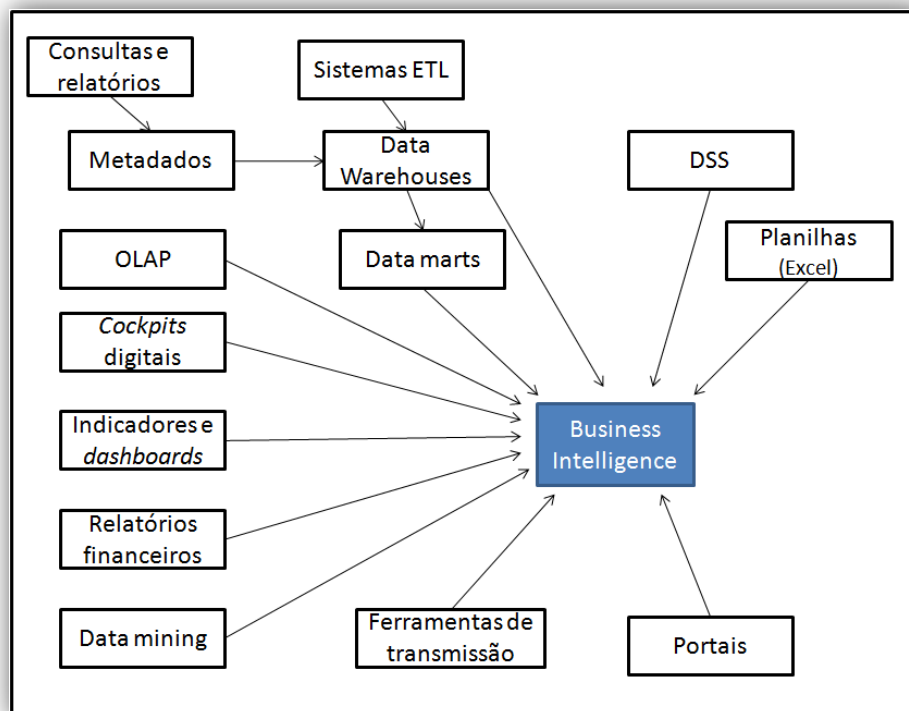 Consultas e
relatórios
Sistemas ETL
Metadados
Data
Warehouses
DSS
Planilhas
(Excel)
OLAP
Data marts
Cockpits
digitais
Indicadores e
dashboards
Business
Intelligence
Relatórios
financeiros
Data mining
Ferramentas de
transmissão
Portais